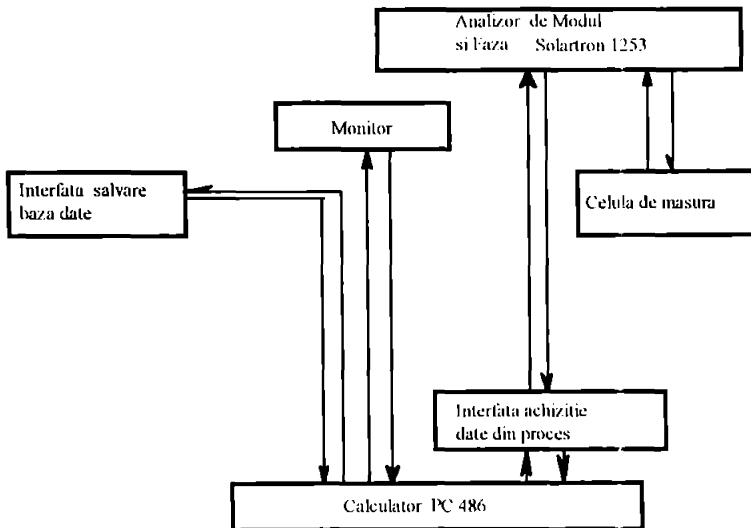 Analizor de Modul
si Faza Solartron 1253
Monitor
Interfata salvare
baza date
Celula de masura
Interfata achizitie
date din proces
Calculator PC 486